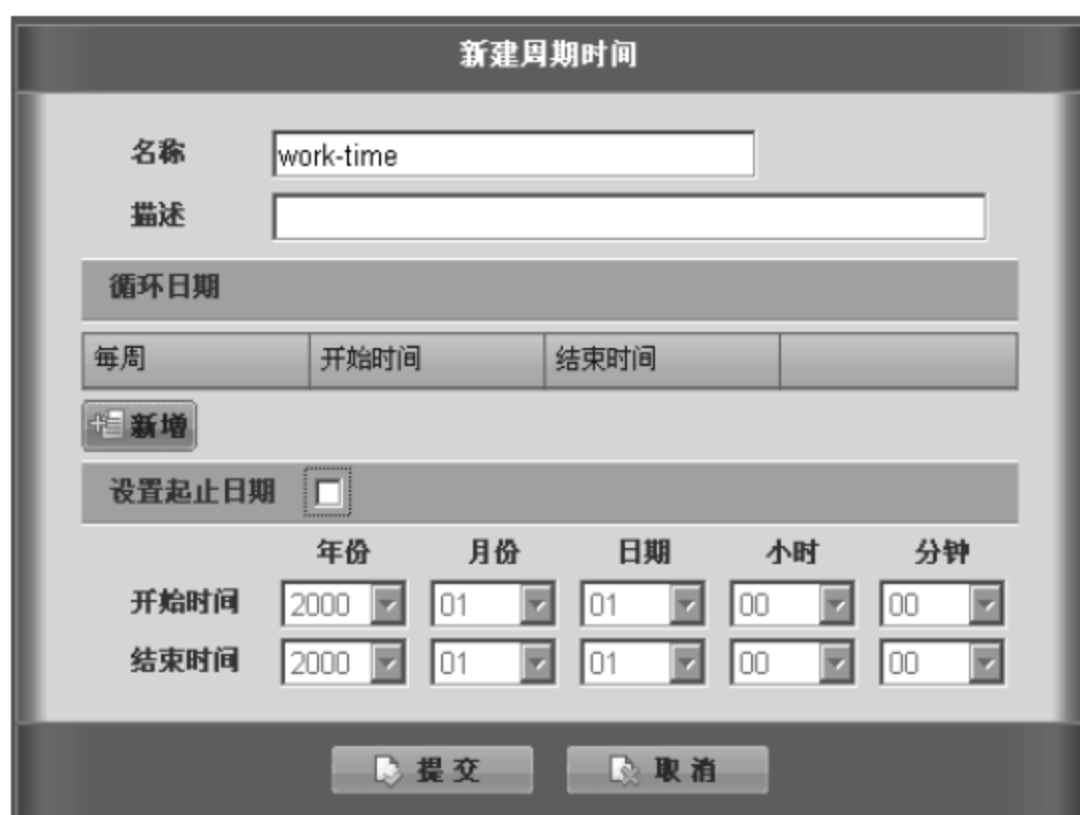 新建周期时间
名称 work-time
描述
循环日期
每周 开始时间 结束时间
新增
设置起止日期
年份 月份 日期 小时 分钟
开始时间 2000 01 01 00 00
结束时间 2000 01 01 00 00
提交 取消